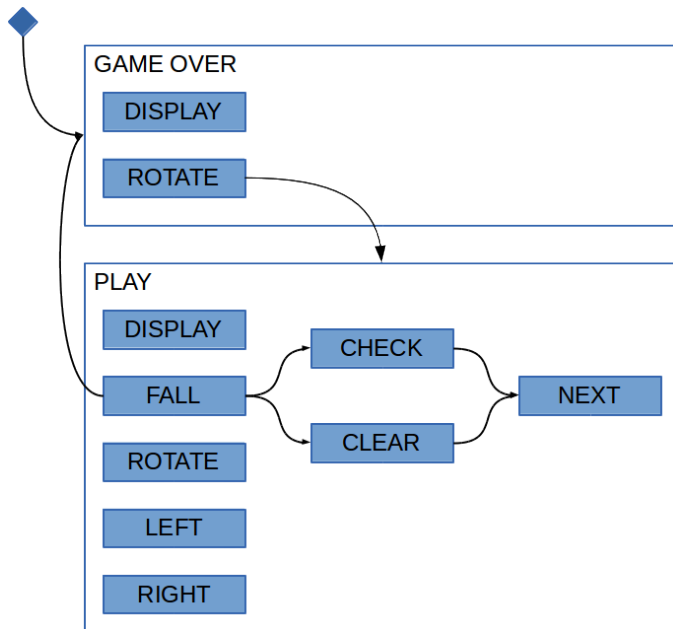 GAME OVER
DISPLAY
ROTATE
PLAY
DISPLAY
CHECK
FALL
NEXT
CLEAR
ROTATE
LEFT
RIGHT